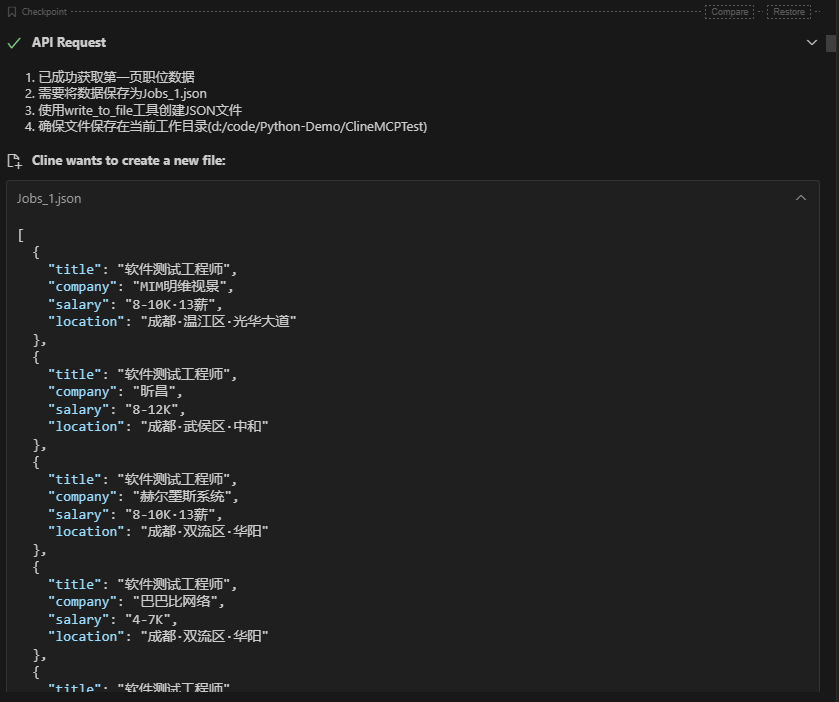 Checkpoint
Compare
Restore
API Request
1. 已成功获取第一页职位数据
2. 需要将数据保存为Jobs_1.json
3. 使用write_to_file工具创建JSON文件
4. 确保文件保存在当前工作目录(d:/code/Python-Demo/ClineMCPTest)
Cline wants to create a new file:
Jobs_1.json
[
{
"title": "软件测试工程师",
"company": "MIM明维视景",
"salary": "8-10K·13薪",
"location": "成都·温江区·光华大道"
},
{
"title": "软件测试工程师",
"company": "昕昌",
"salary": "8-12K",
"location": "成都·武侯区·中和"
},
{
"title": "软件测试工程师",
"company": "赫尔墨斯系统",
"salary": "8-10K·13薪",
"location": "成都·双流区·华阳"
},
{
"title": "软件测试工程师",
"company": "巴巴比网络",
"salary": "4-7K",
"location": "成都·双流区·华阳"
},
{
"title": "软件测试工程师"